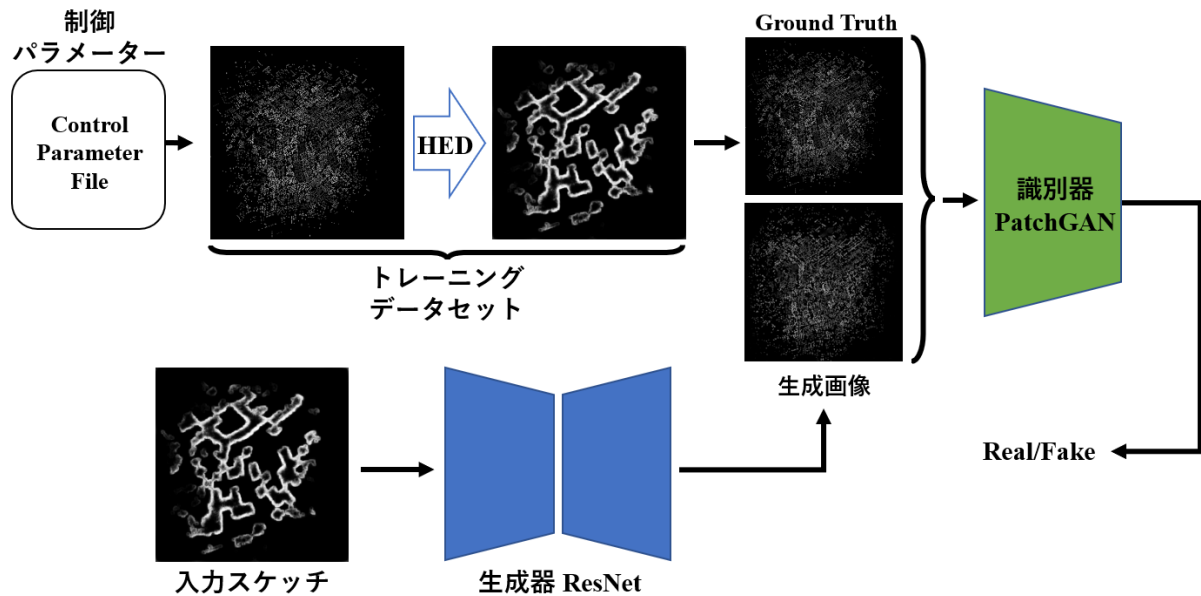 制御
パラメーター
Control
Parameter
File
HED
トレーニング
データセット
Ground Truth
生成画像
識別器
PatchGAN
Real/Fake
入力スケッチ
生成器 ResNet